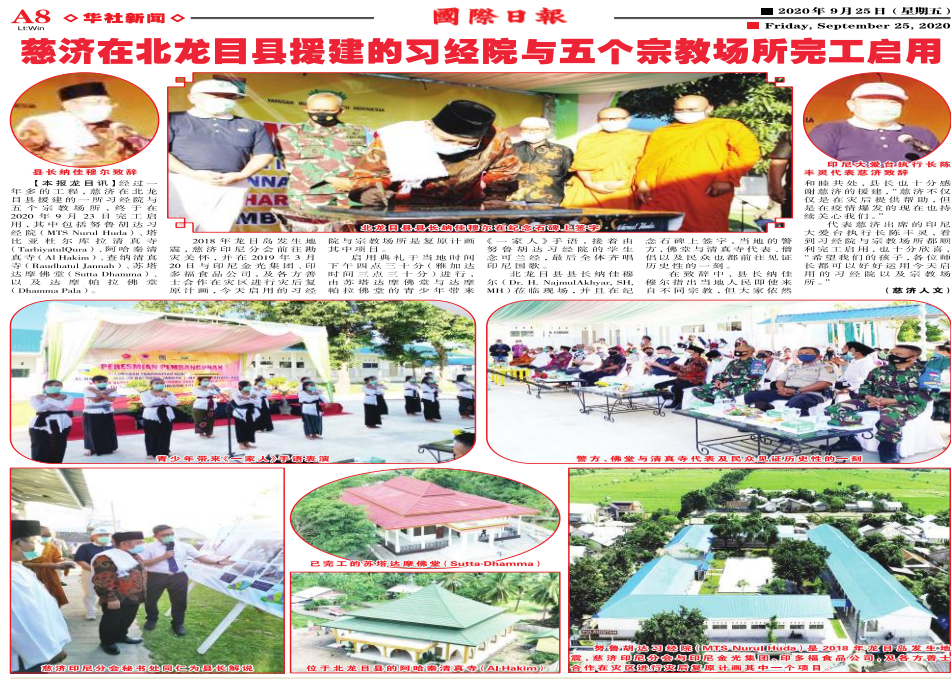 A8
Lt:Win
华社新闻
國際日報
2020年9月25日（星期五）
Friday, September 25, 2020
慈济在北龙目县援建的习经院与五个宗教场所完工启用
县长纳佳穆尔致辞
【本报龙目讯】经过一
年多的工程，慈济在北龙
目县援建的一所习经院与
五个宗教场所，终于在
2020年9月23日完工启
用，其中包括努鲁胡达习
经院（MTS Nurul Huda）、塔
比亚杜尔库拉清真寺
(TarbiyatulQura)、阿哈秦清
真寺(Al Hakim)、查纳清真
寺(Raudhatul Jannah)、苏塔
达摩佛堂(Sutta Dhamma)、
以及达摩帕拉佛堂
(Dhamma Pala)。
YAYASAN BUDDHA
INDONESIA
北龙目县县长纳佳穆尔在纪念石碑上签字
2018年龙目岛发生地
震，慈济印尼分会前往勘
灾关怀，并在2019年3月
20日与印尼金光集团、印
多福食品公司，及各方善
士合作在灾区进行灾后复
原计画，今天启用的习经
院与宗教场所是复原计画
其中项目。
启用典礼于当地时间
下午四点三十分(雅加达
时间三点三十分)进行，
由苏塔达摩佛堂与达摩
帕拉佛堂的青少年带来
《一家人》手语，接着由
努鲁胡达习经院的学生
念可兰经，最后全体齐唱
印尼国歌。
北龙目县县长纳佳穆
尔（Dr. H. NajmulAkhyar, SH,
MH）莅临现场，并且在纪
念石碑上签字，当地的警
方、佛堂与清真寺代表、僧
侣以及民众也都前往见证
历史性的一刻。
在致辞中，县长纳佳
穆尔指出当地人民即使来
自不同宗教，但大家依然
印尼大爱台执行长陈
丰灵代表慈济致辞
和睦共处，县长也十分感
谢慈济的援建，“慈济不仅
仅是在灾后提供帮助，但
是在疫情爆发的现在也持
续关心我们。”
代表慈济出席的印尼
大爱台执行长陈丰灵，看
到习经院与宗教场所都顺
利完工启用，也十分欣喜，
“希望我们的孩子，各位师
长都可以好好运用今天启
用的习经院以及宗教场
所。”
（慈济人文）
PERESMIAN PEMBANGUNAN
青少年带来《一家人》手语表演
警方、佛堂与清真寺代表及民众见证历史性的一刻
慈济印尼分会秘书处同仁为县长解说
已完工的苏塔达摩佛堂（Sutta·Dhamma）
位于北龙目县的阿哈秦清真寺(Al Hakim)
努鲁胡达习经院（MTS Nurul Huda）是2018年龙目岛发生地
震，慈济印尼分会与印尼金光集团、印多福食品公司，及各方善士
合作在灾区进行灾后复原计画其中一个项目